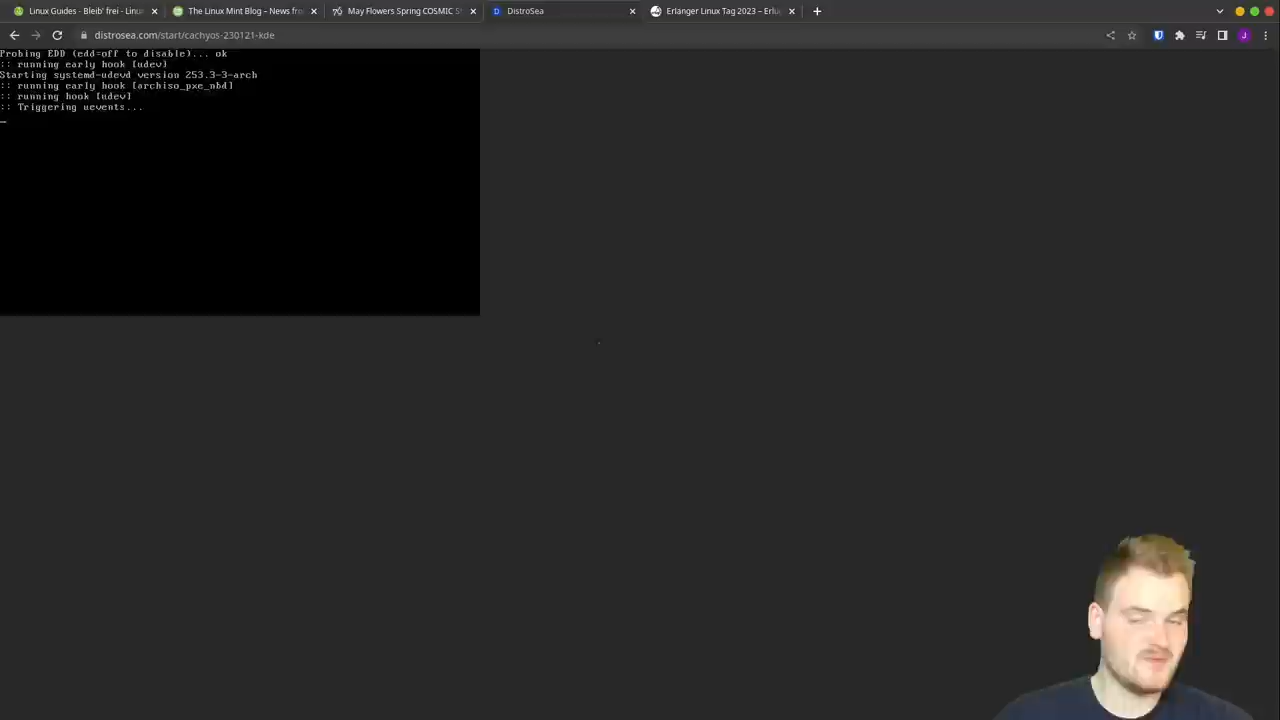 Linux Guides - Bleib' frei - Linu
The Linux Mint Blog – News fro
May Flowers Spring COSMIC S
D DistroSea
Erlanger Linux Tag 2023 – Erlu
distrosea.com/start/cachyos-230121-kde
J
Probing EDD (edd=off to disable)... ok
:: running early hook [udev]
Starting systemd-udevd version 253.3-3-arch
:: running early hook [archiso_pxe_nbd]
:: running hook [udev]
:: Triggering uevents...